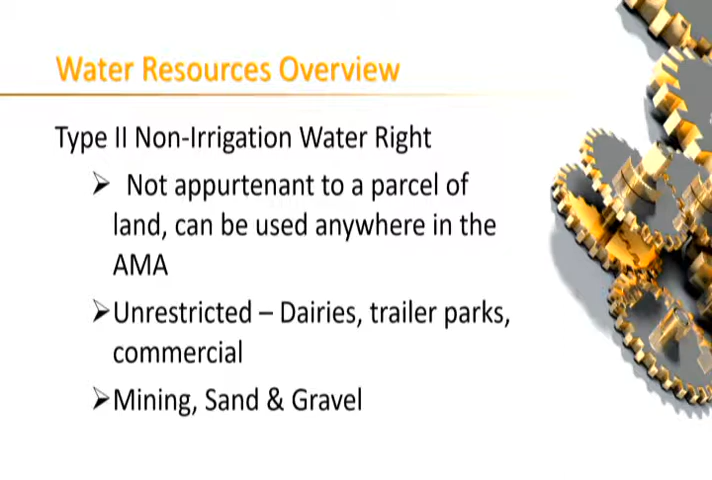 Water Resources Overview
Type II Non-Irrigation Water Right
➢ Not appurtenant to a parcel of
land, can be used anywhere in the
AMA
➢Unrestricted – Dairies, trailer parks,
commercial
➢Mining, Sand & Gravel